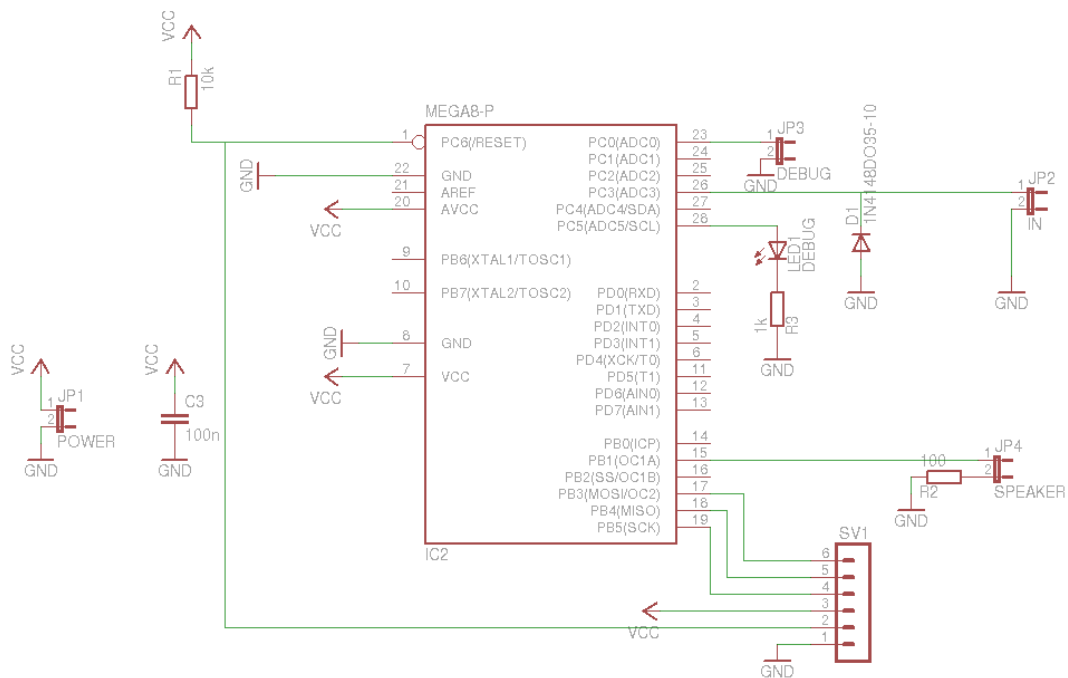 VCC
R1
10k
MEGA8-P
1
PC6(/RESET)
22
GND
GND
21
AREF
20
AVCC
VCC
9
PB6(XTAL1/TOSC1)
10
PB7(XTAL2/TOSC2)
8
GND
GND
7
VCC
VCC
PC0(ADC0)
23
PC1(ADC1)
24
PC2(ADC2)
25
PC3(ADC3)
26
PC4(ADC4/SDA)
27
PC5(ADC5/SCL)
28
PD0(RXD)
2
PD1(TXD)
3
PD2(INT0)
4
PD3(INT1)
5
PD4(XCK/T0)
6
PD5(T1)
11
PD6(AIN0)
12
PD7(AIN1)
13
PB0(ICP)
14
PB1(OC1A)
15
PB2(SS/OC1B)
16
PB3(MOSI/OC2)
17
PB4(MISO)
18
PB5(SCK)
19
IC2
JP3
1
2
GND
DEBUG
D1
1N4148DO35-10
GND
JP2
1
2
IN
GND
LED1
DEBUG
1k
R3
GND
VCC
JP1
1
2
POWER
GND
VCC
C3
100n
GND
JP4
1
2
SPEAKER
100
R2
GND
SV1
6
5
4
3
2
1
VCC
GND